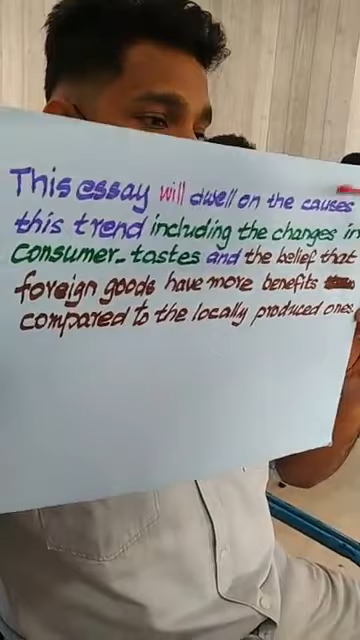 This essay will dwell on the causes
this trend including the changes in
consumer tastes and the belief that
foreign goods have more benefits
compared to the locally produced ones